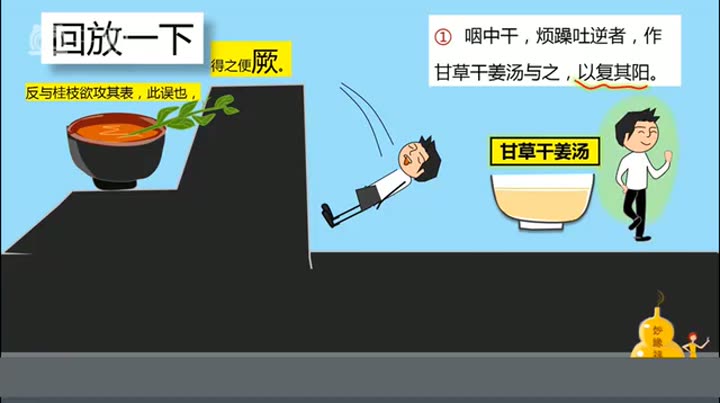 回放一下
得之便厥。
反与桂枝欲攻其表，此误也，
① 咽中干，烦躁吐逆者，作
甘草干姜汤与之，以复其阳。
甘草干姜汤